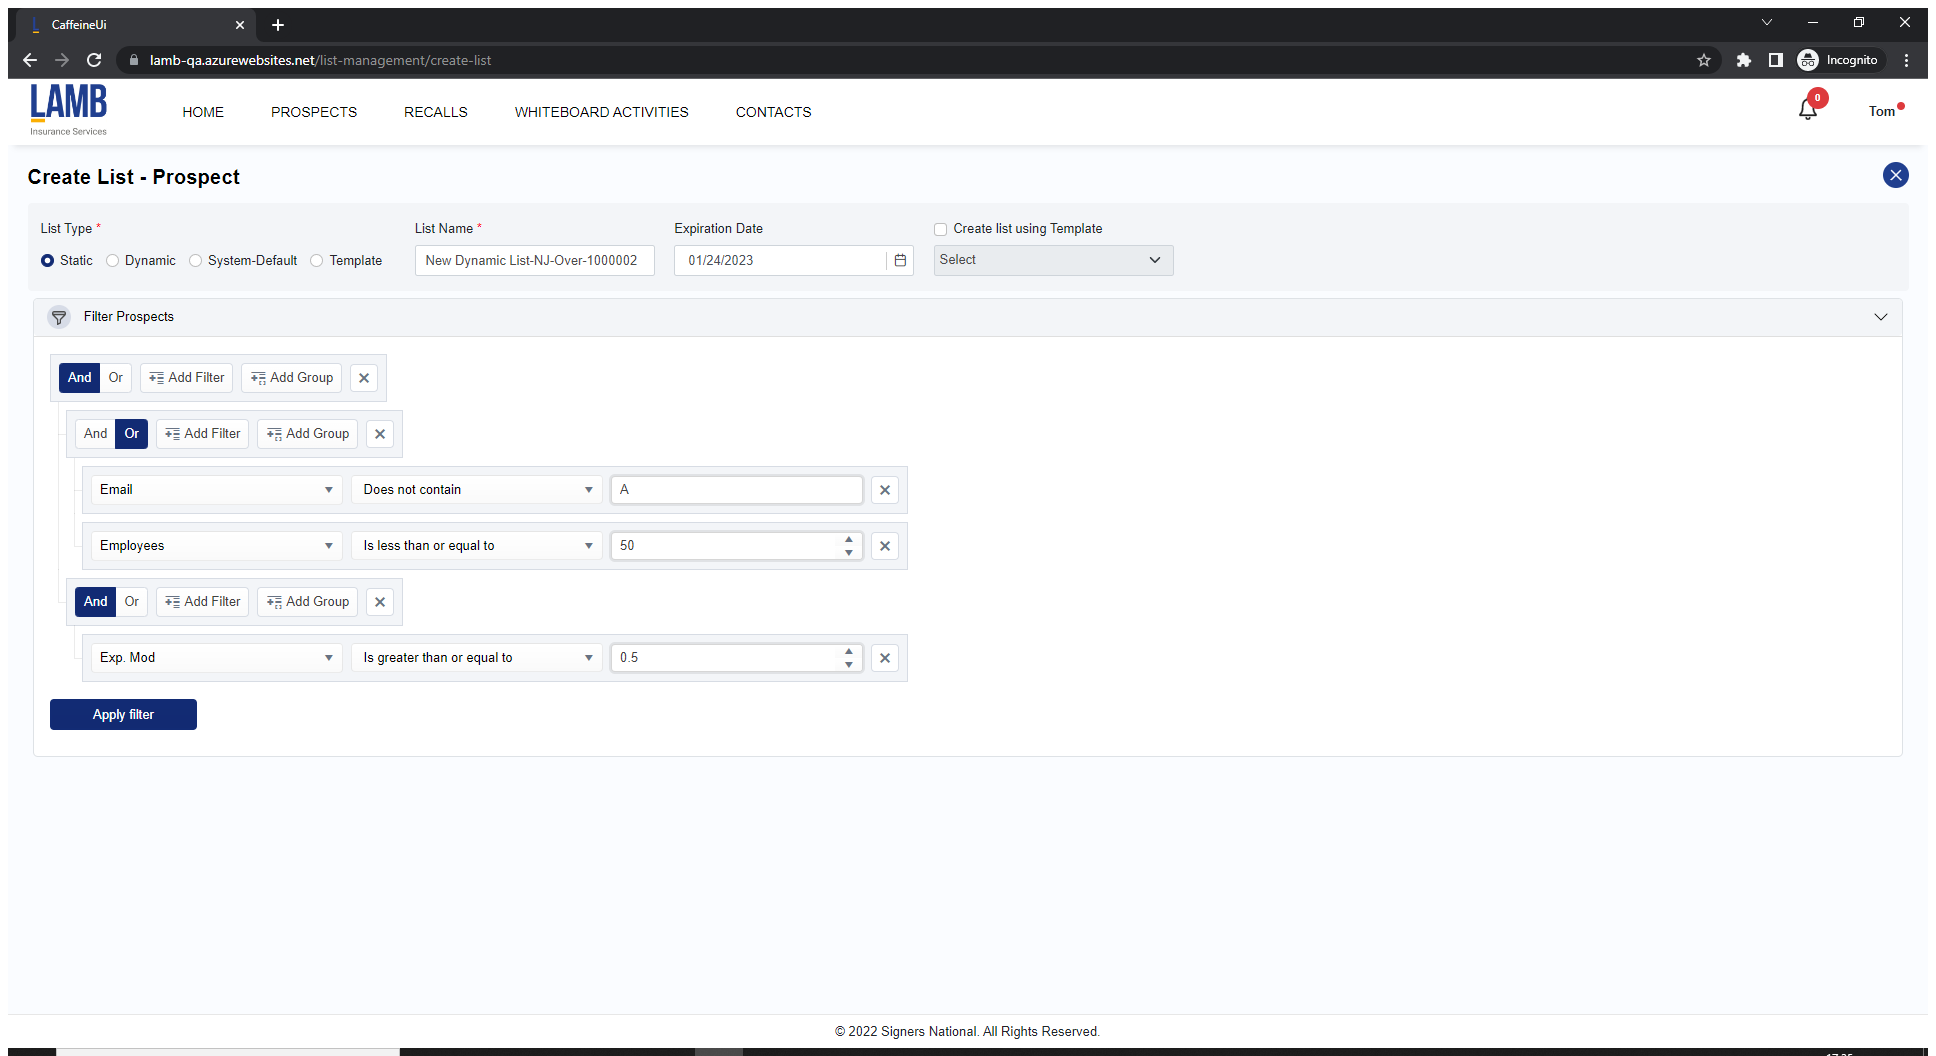 CaffeineUi
lamb-qa.azurewebsites.net/list-management/create-list
Incognito
LAMB
Insurance Services
HOME PROSPECTS RECALLS WHITEBOARD ACTIVITIES CONTACTS
0
Tom
Create List - Prospect
List Type * List Name * Expiration Date Create list using Template
Static Dynamic System-Default Template New Dynamic List-NJ-Over-1000002 01/24/2023 Select
Filter Prospects
And Or Add Filter Add Group
And Or Add Filter Add Group
Email Does not contain A
Employees Is less than or equal to 50
And Or Add Filter Add Group
Exp. Mod Is greater than or equal to 0.5
Apply filter
© 2022 Signers National. All Rights Reserved.